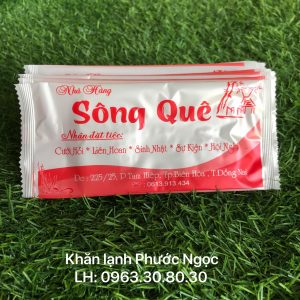 Nhà Hàng
Sông Quê
Nhận đặt tiệc:
Cưới Hỏi * Liên Hoan * Sinh Nhật * Sự Kiện * Hội Nghị
Đc: 225/25, P Tân Hiệp, Tp Biên Hòa, T.Đồng Nai
0613.913.434
Khăn lạnh Phước Ngọc
LH: 0963.30.80.30